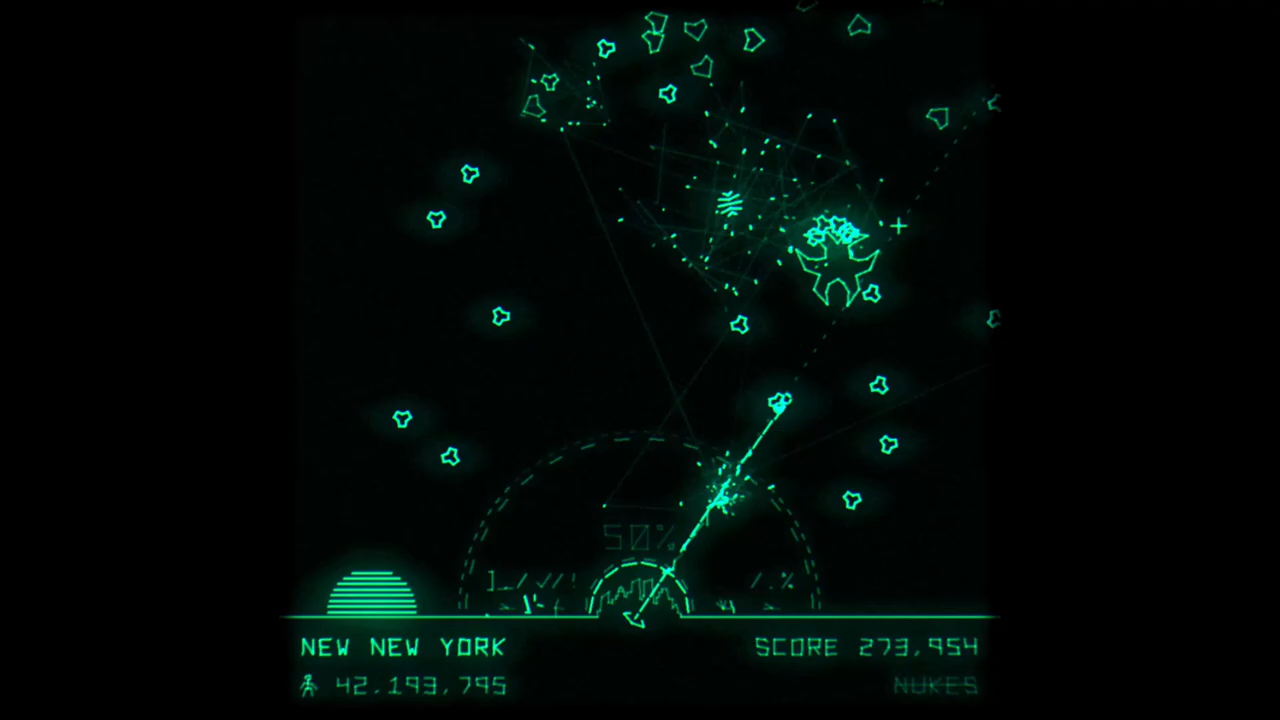 50%
NEW NEW YORK
SCORE 273,954
42,193,795
NUKES